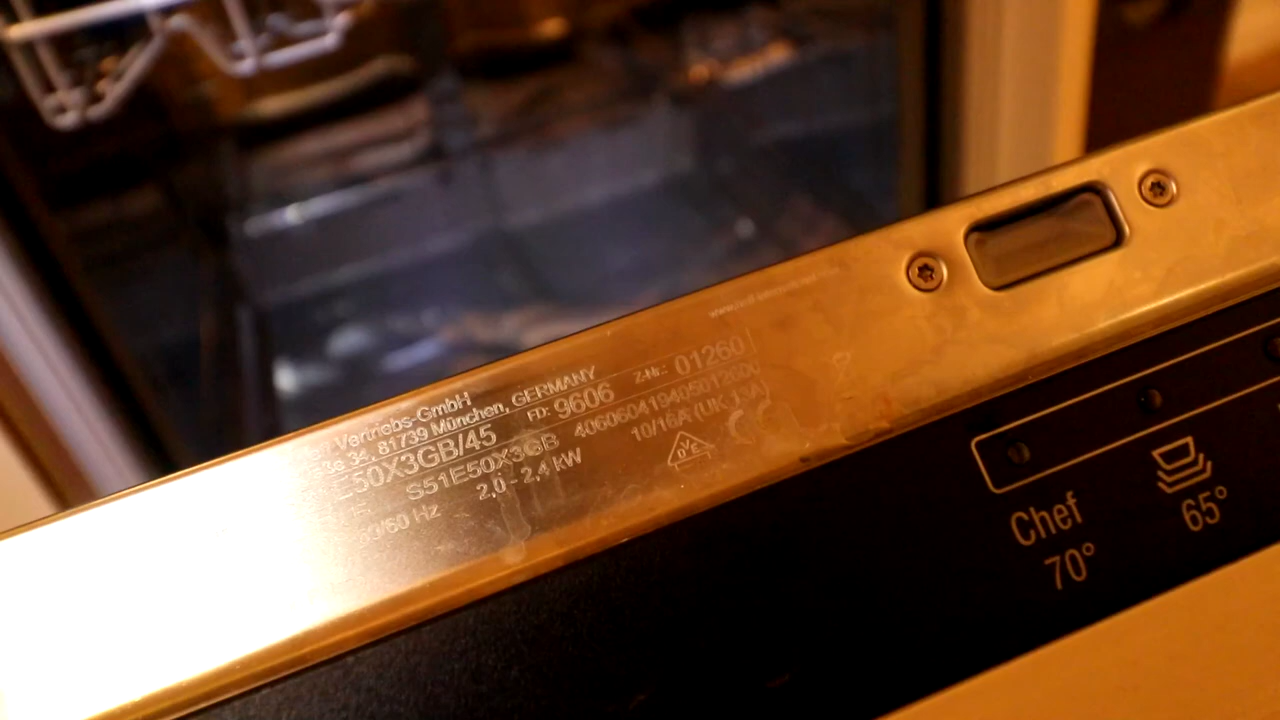 Vertriebs-GmbH
34, 81739 München, GERMANY
E50X3GB/45 FD: 9606 Z-Nr.: 01260
S51E50X3GB
50/60 Hz 2,0 - 2,4 kW 10/16A (UK 13A)
DVE
Chef
70°
65°